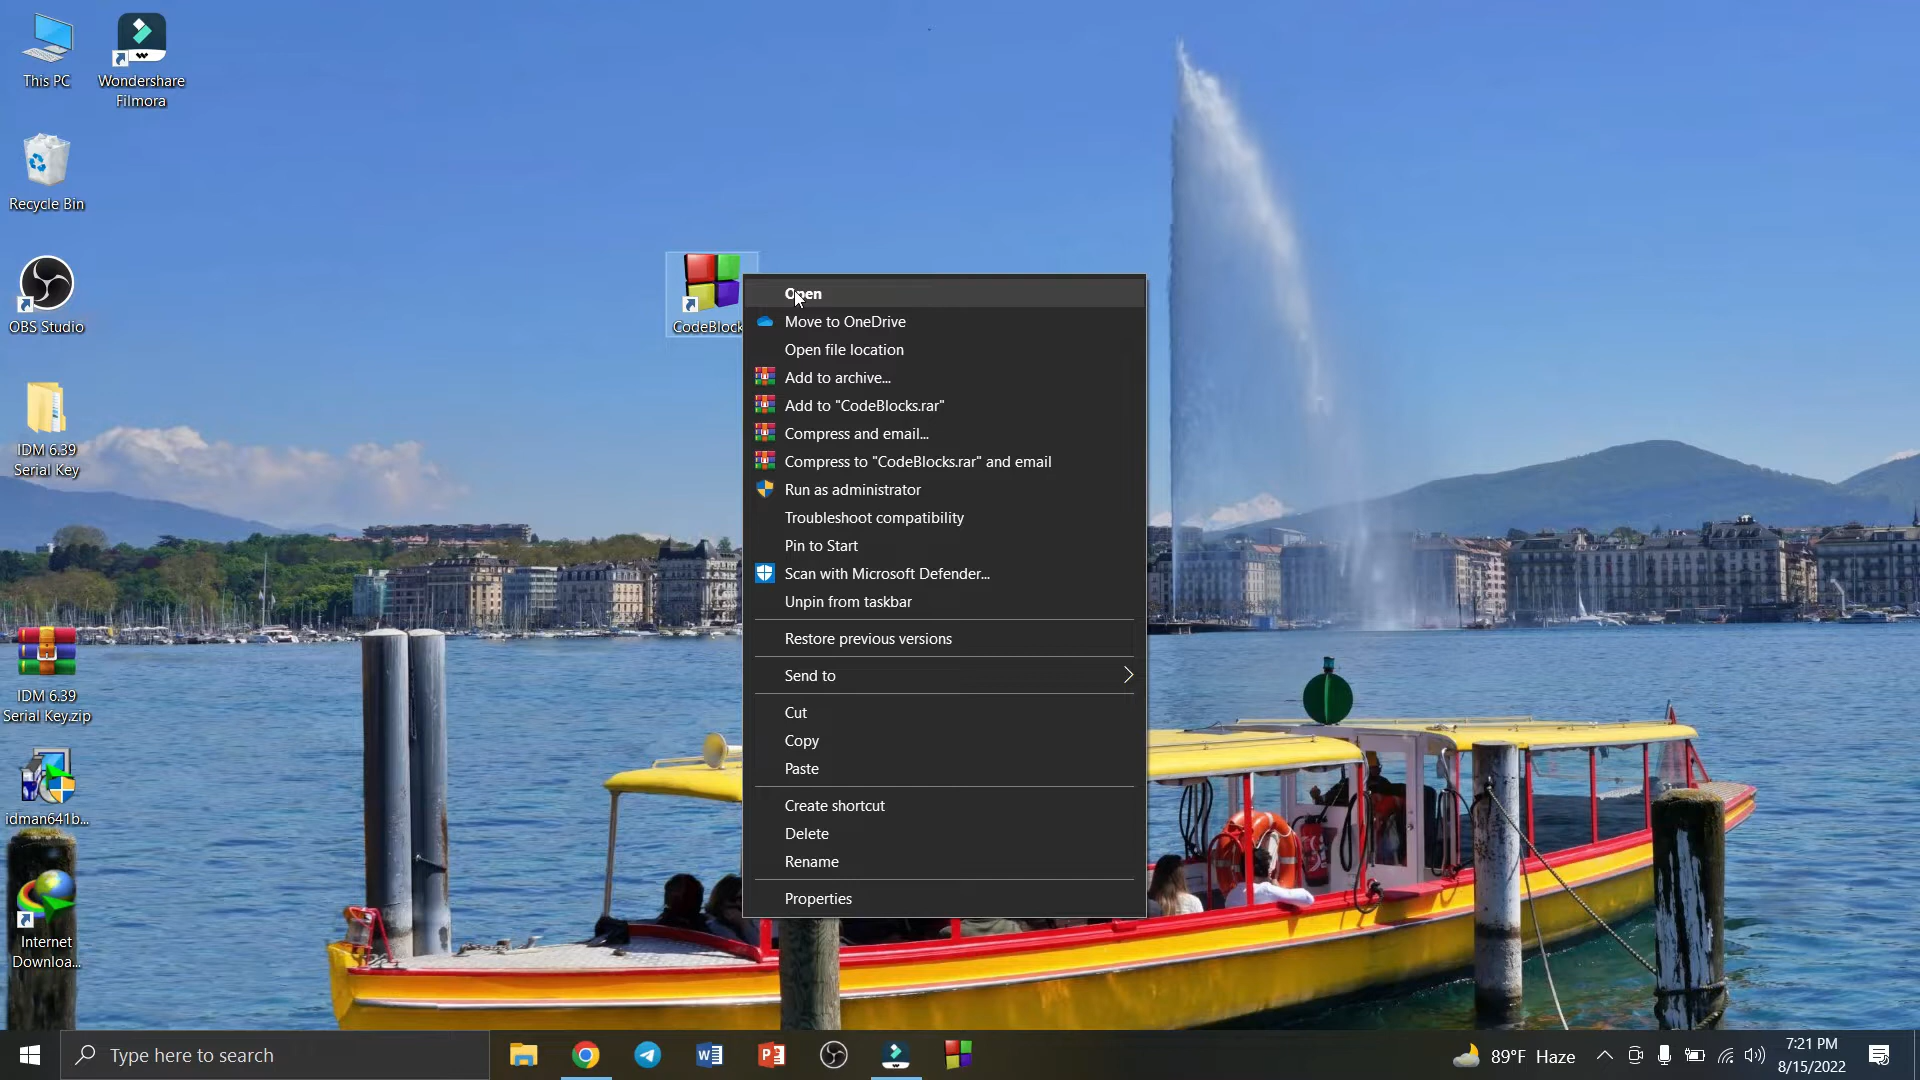 This PC
Wondershare
Filmora
Recycle Bin
OBS Studio
IDM 6.39
Serial Key
IDM 6.39
Serial Key.zip
idman641b...
Internet
Downloa...
CodeBlock
Open
Move to OneDrive
Open file location
Add to archive...
Add to "CodeBlocks.rar"
Compress and email...
Compress to "CodeBlocks.rar" and email
Run as administrator
Troubleshoot compatibility
Pin to Start
Scan with Microsoft Defender...
Unpin from taskbar
Restore previous versions
Send to
Cut
Copy
Paste
Create shortcut
Delete
Rename
Properties
Type here to search
89°F Haze
7:21 PM
8/15/2022